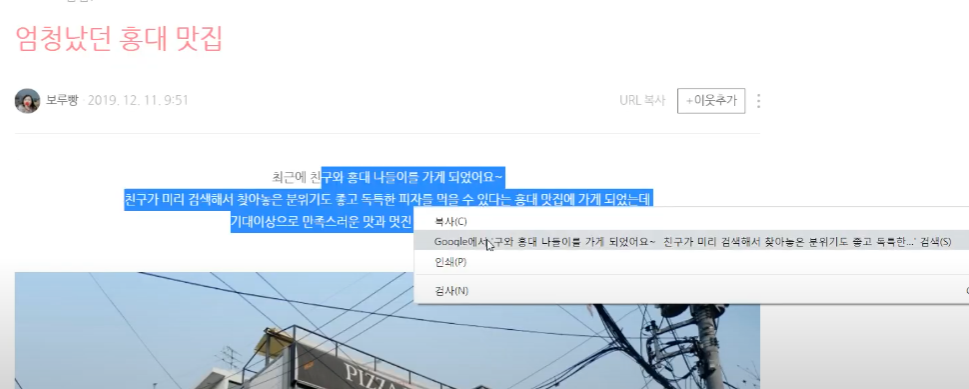 엄청났던 홍대 맛집
보루빵 2019. 12. 11. 9:51
URL 복사 +이웃추가
최근에 친구와 홍대 나들이를 가게 되었어요~
친구가 미리 검색해서 찾아놓은 분위기도 좋고 독특한 피자를 먹을 수 있다는 홍대 맛집에 가게 되었는데
기대이상으로 만족스러운 맛과 멋진
복사(C)
Google에서 '구와 홍대 나들이를 가게 되었어요~ 친구가 미리 검색해서 찾아놓은 분위기도 좋고 독특한...' 검색(S)
인쇄(P)
검사(N)
PIZZA